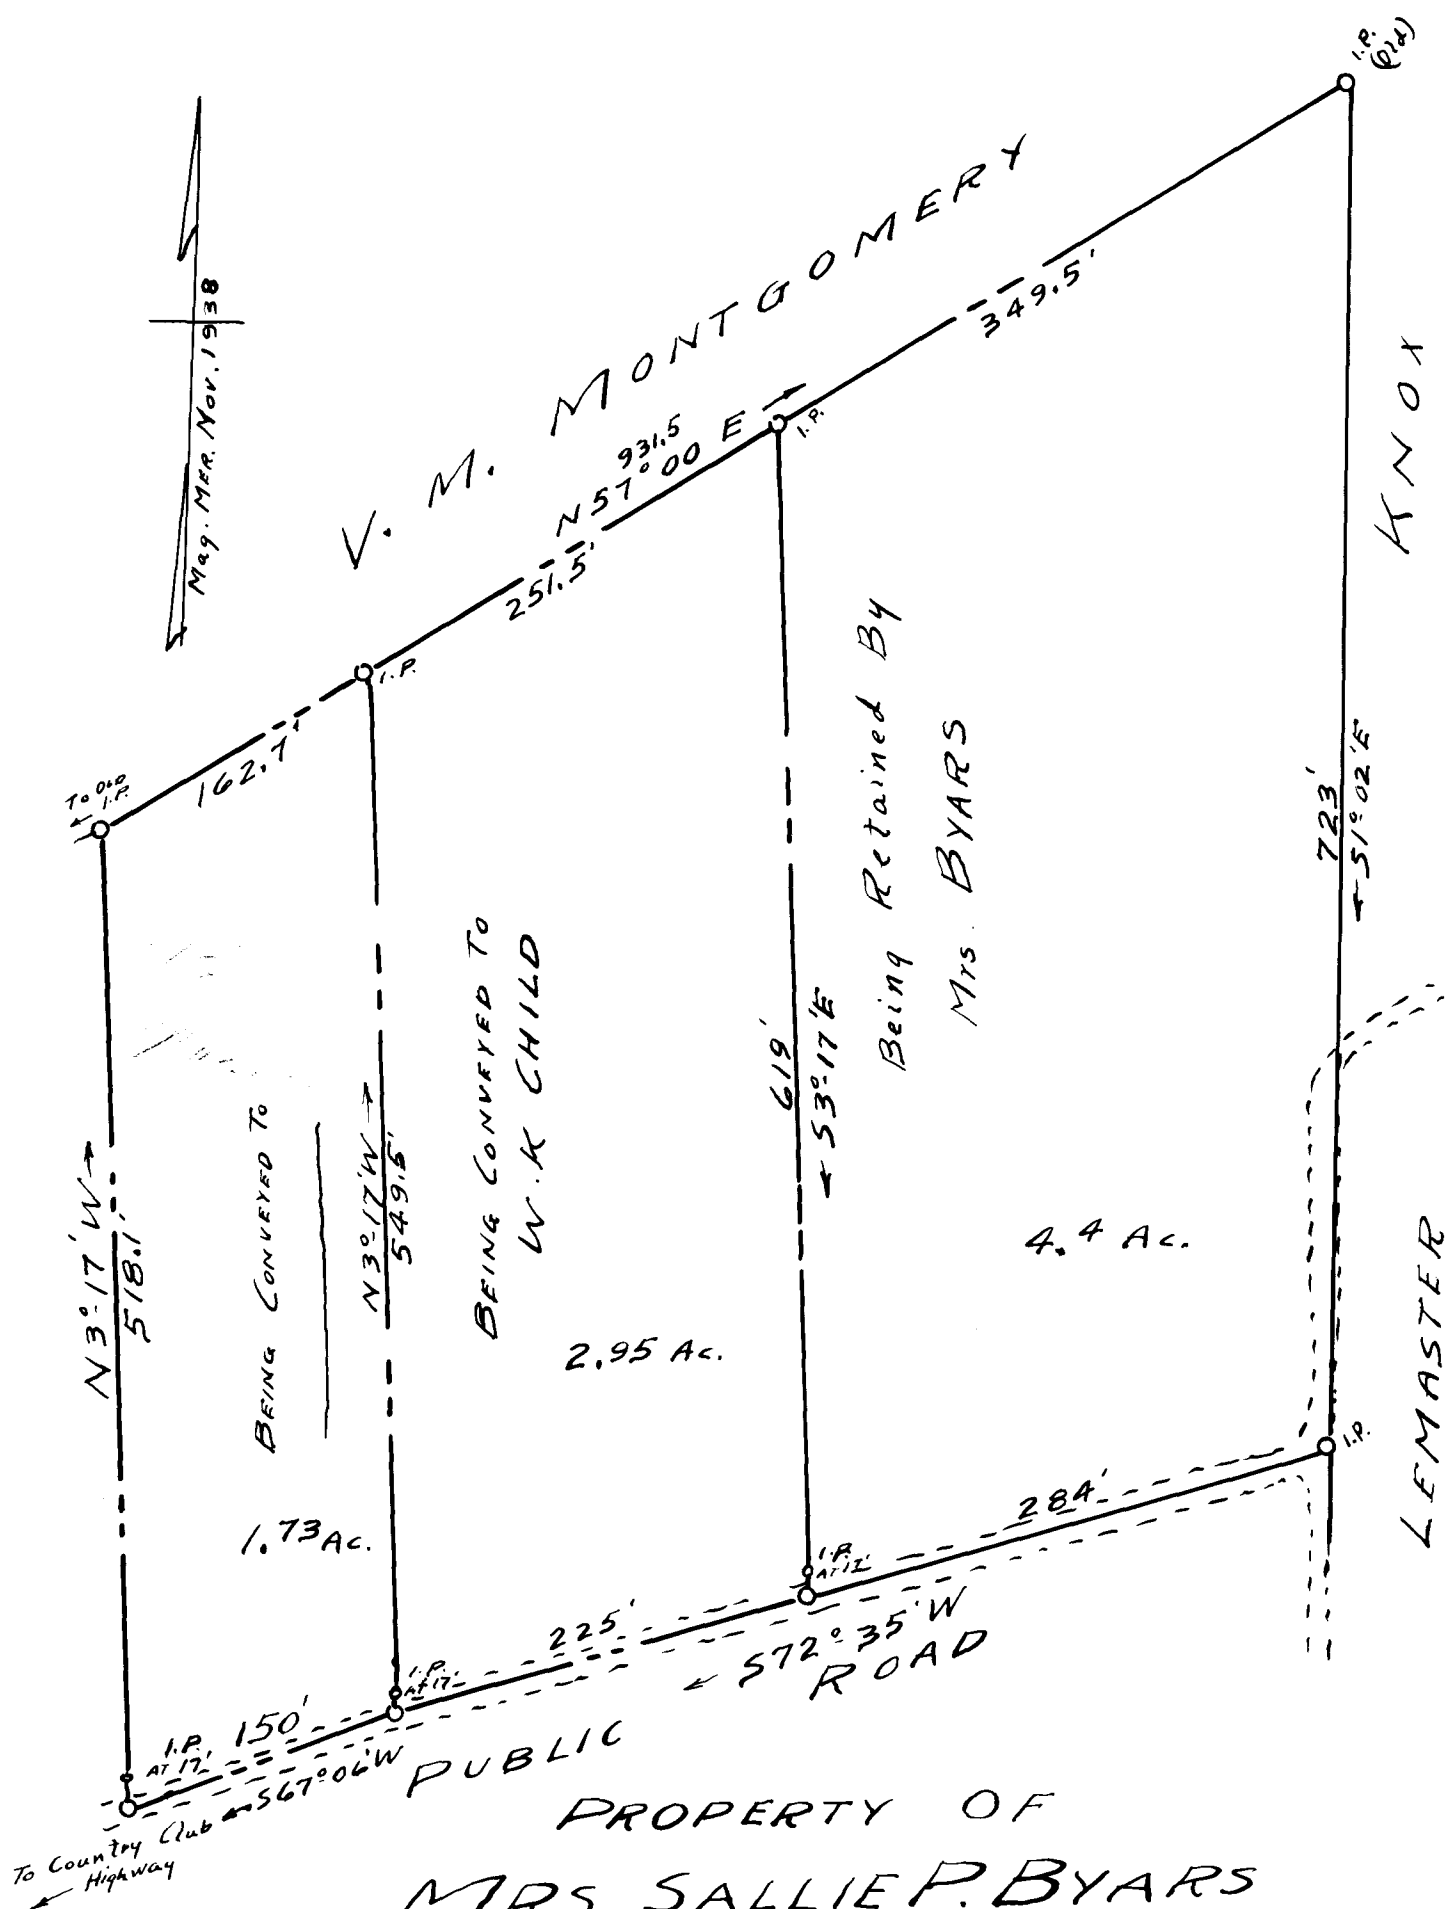 I.P.
(Old)
Mag. Mer. Nov. 1938
V. M. MONTGOMERY
349.5'
931.5
N57°00 E
I.P.
251.5'
I.P.
162.7'
To Old
I.P.
KNOX
723'
S1°02'E
Being Retained By
Mrs. BYARS
619'
S3°-17'E
BEING CONVEYED TO
W. K CHILD
N3°-17'W
549.5'
BEING CONVEYED TO
N3°-17'W
518.1'
4.4 Ac.
2.95 Ac.
1.73 Ac.
LEMASTER
I.P.
284'
I.P.
225'
S72°-35'W
I.P.
AT 17'
150'
I.P.
AT 17'
S67°-06'W
PUBLIC ROAD
To Country Club
Highway
PROPERTY OF
MRS SALLIE P. BYARS